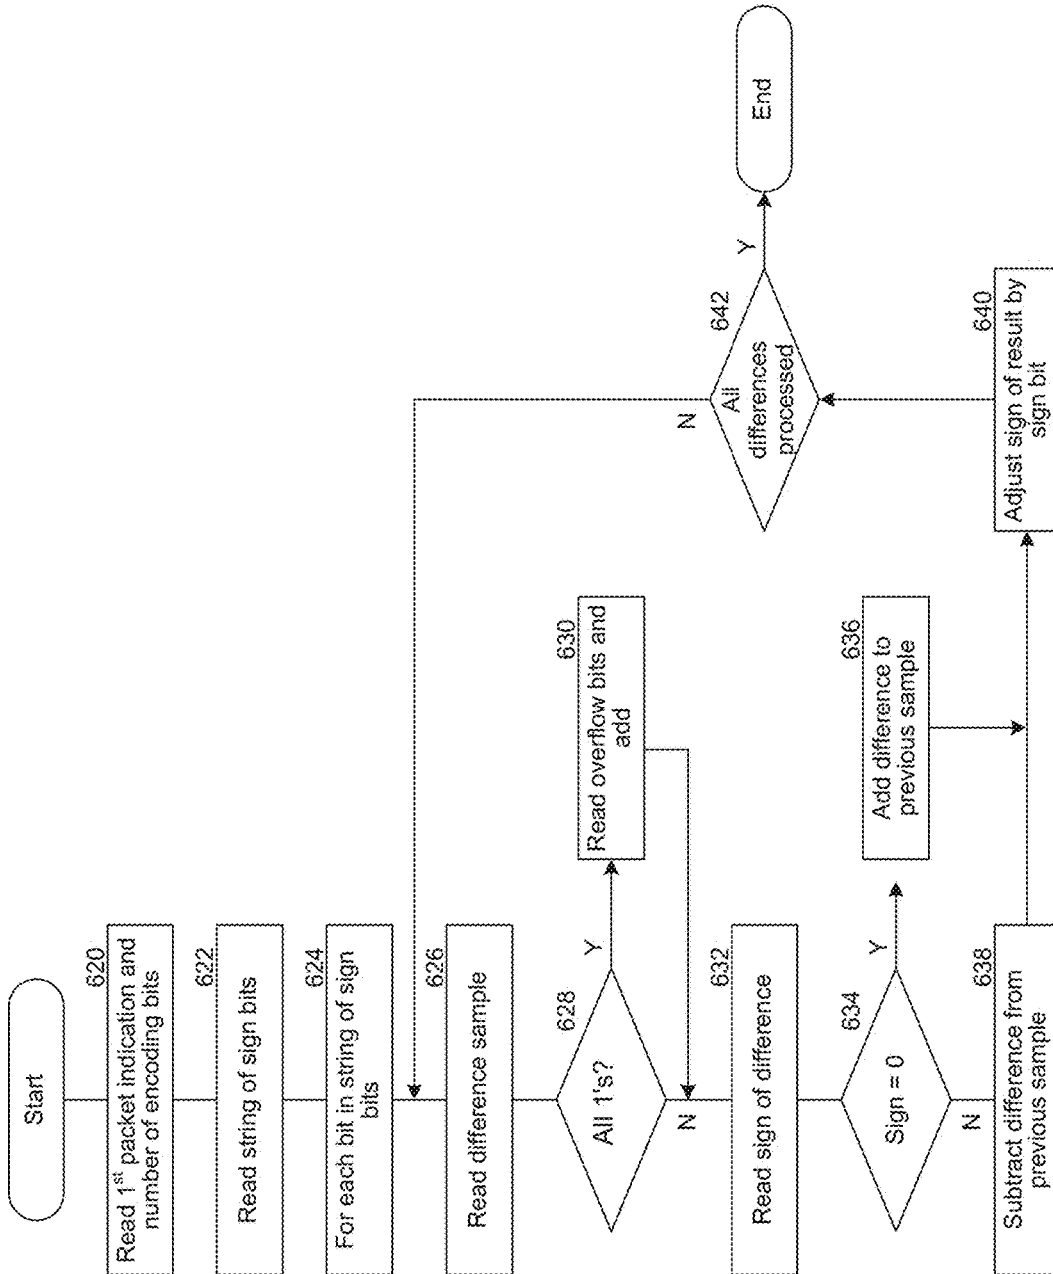 Start
620
Read 1st packet indication and
number of encoding bits
622
Read string of sign bits
624
For each bit in string of sign
bits
626
Read difference sample
628
All 1's?
Y
N
630
Read overflow bits and
add
632
Read sign of difference
634
Sign = 0
Y
N
636
Add difference to
previous sample
638
Subtract difference from
previous sample
640
Adjust sign of result by
sign bit
642
All
differences
processed
N
Y
End